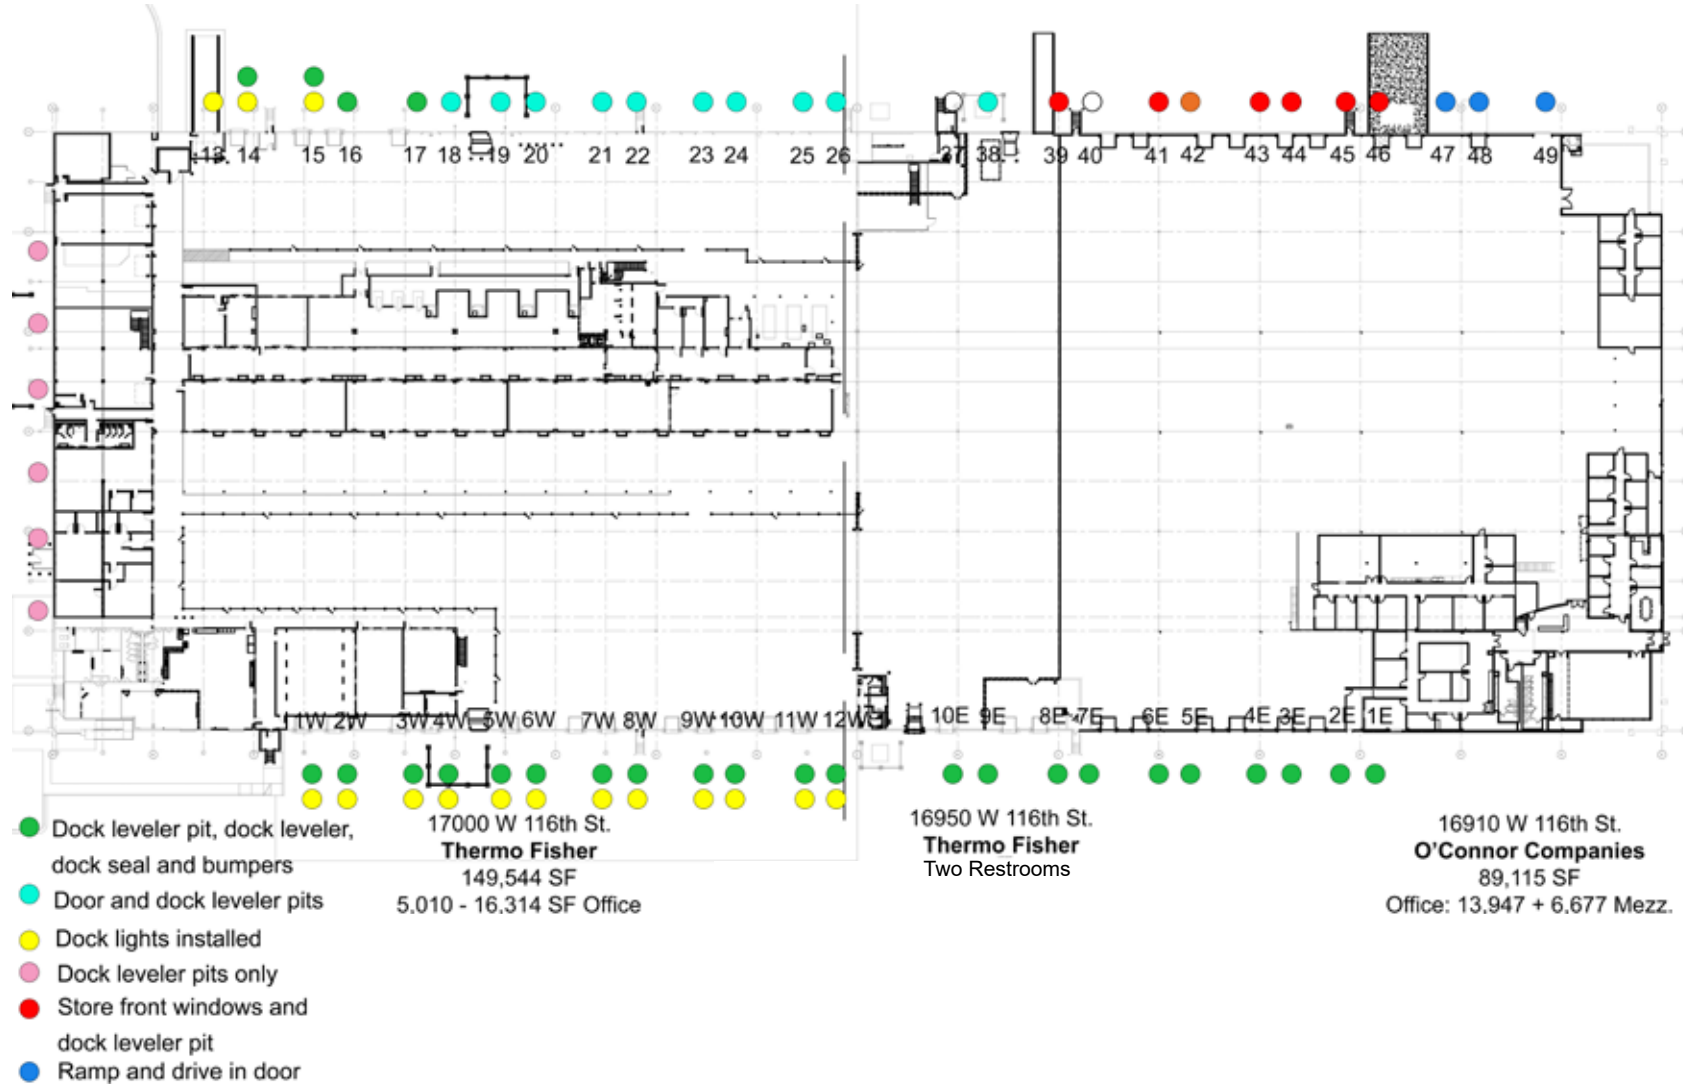 13 14 15 16 17 18 19 20 21 22 23 24 25 26 37 38 39 40 41 42 43 44 45 46 47 48 49
1W 2W 3W 4W 5W 6W 7W 8W 9W 10W 11W 12W 10E 9E 8E 7E 6E 5E 4E 3E 2E 1E
17000 W 116th St.
Thermo Fisher
149,544 SF
5,010 - 16,314 SF Office
16950 W 116th St.
Thermo Fisher
Two Restrooms
16910 W 116th St.
O'Connor Companies
89,115 SF
Office: 13,947 + 6,677 Mezz.
Dock leveler pit, dock leveler,
dock seal and bumpers
Door and dock leveler pits
Dock lights installed
Dock leveler pits only
Store front windows and
dock leveler pit
Ramp and drive in door